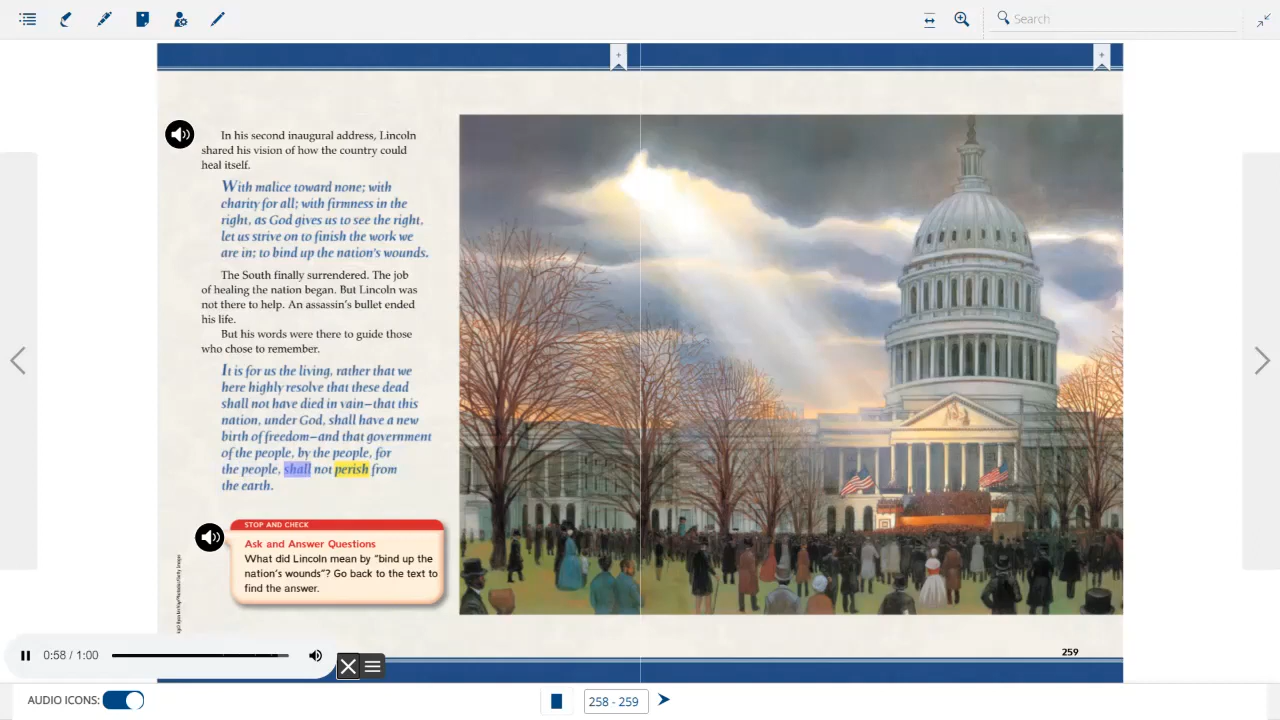 Search
+
+
In his second inaugural address, Lincoln
shared his vision of how the country could
heal itself.
With malice toward none; with
charity for all; with firmness in the
right, as God gives us to see the right,
let us strive on to finish the work we
are in; to bind up the nation's wounds.
The South finally surrendered. The job
of healing the nation began. But Lincoln was
not there to help. An assassin's bullet ended
his life.
But his words were there to guide those
who chose to remember.
It is for us the living, rather that we
here highly resolve that these dead
shall not have died in vain—that this
nation, under God, shall have a new
birth of freedom—and that government
of the people, by the people, for
the people, shall not perish from
the earth.
STOP AND CHECK
Ask and Answer Questions
What did Lincoln mean by "bind up the
nation's wounds"? Go back to the text to
find the answer.
259
0:58 / 1:00
AUDIO ICONS:
258 - 259